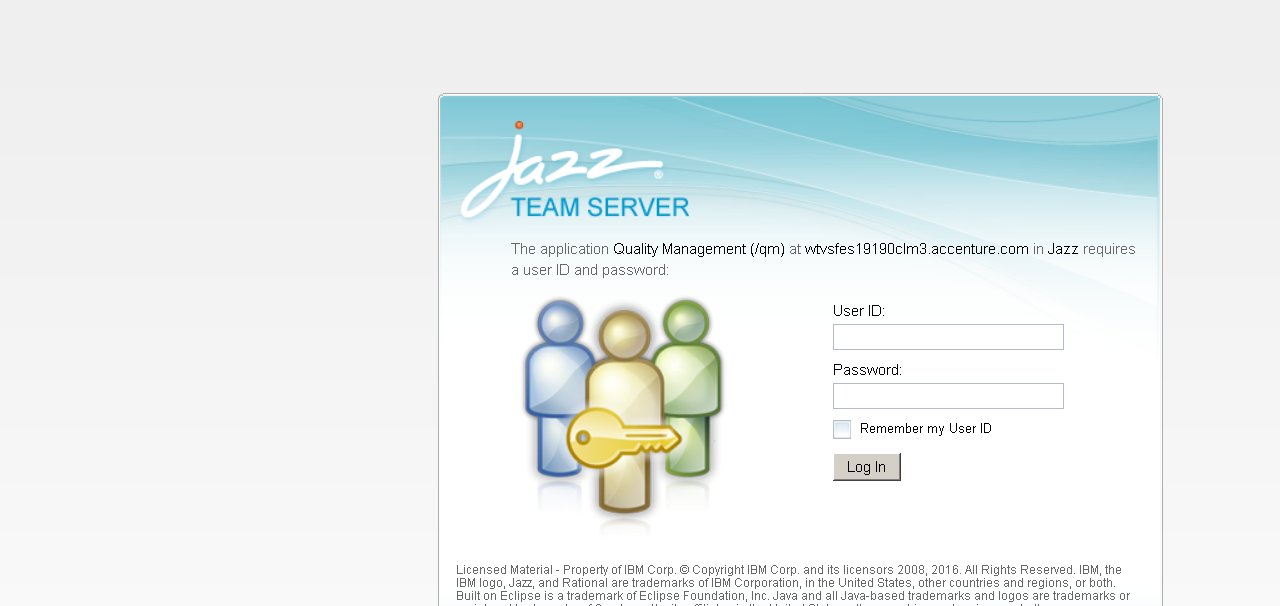 jazz®
TEAM SERVER
The application Quality Management (/qm) at wtvsfes19190clm3.accenture.com in Jazz requires
a user ID and password:
User ID:
Password:
Remember my User ID
Log In
Licensed Material - Property of IBM Corp. © Copyright IBM Corp. and its licensors 2008, 2016. All Rights Reserved. IBM, the
IBM logo, Jazz, and Rational are trademarks of IBM Corporation, in the United States, other countries and regions, or both.
Built on Eclipse is a trademark of Eclipse Foundation, Inc. Java and all Java-based trademarks and logos are trademarks or